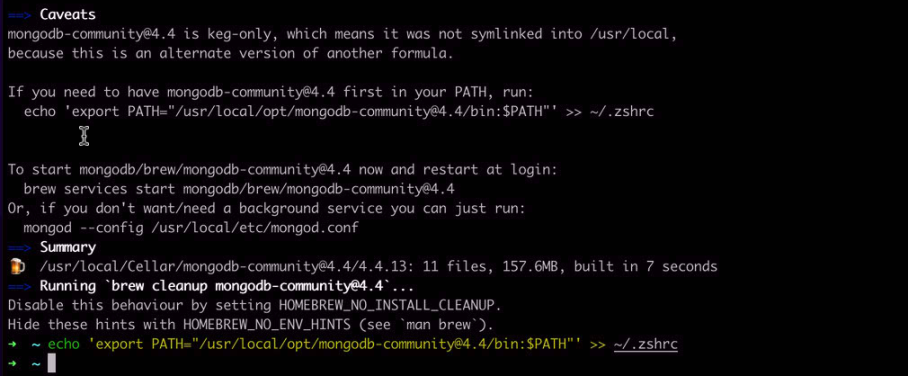 ==> Caveats
mongodb-community@4.4 is keg-only, which means it was not symlinked into /usr/local,
because this is an alternate version of another formula.
If you need to have mongodb-community@4.4 first in your PATH, run:
echo 'export PATH="/usr/local/opt/mongodb-community@4.4/bin:$PATH"' >> ~/.zshrc
To start mongodb/brew/mongodb-community@4.4 now and restart at login:
brew services start mongodb/brew/mongodb-community@4.4
Or, if you don't want/need a background service you can just run:
mongod --config /usr/local/etc/mongod.conf
==> Summary
🍺 /usr/local/Cellar/mongodb-community@4.4/4.4.13: 11 files, 157.6MB, built in 7 seconds
==> Running `brew cleanup mongodb-community@4.4`...
Disable this behaviour by setting HOMEBREW_NO_INSTALL_CLEANUP.
Hide these hints with HOMEBREW_NO_ENV_HINTS (see `man brew`).
➜ ~ echo 'export PATH="/usr/local/opt/mongodb-community@4.4/bin:$PATH"' >> ~/.zshrc
➜ ~